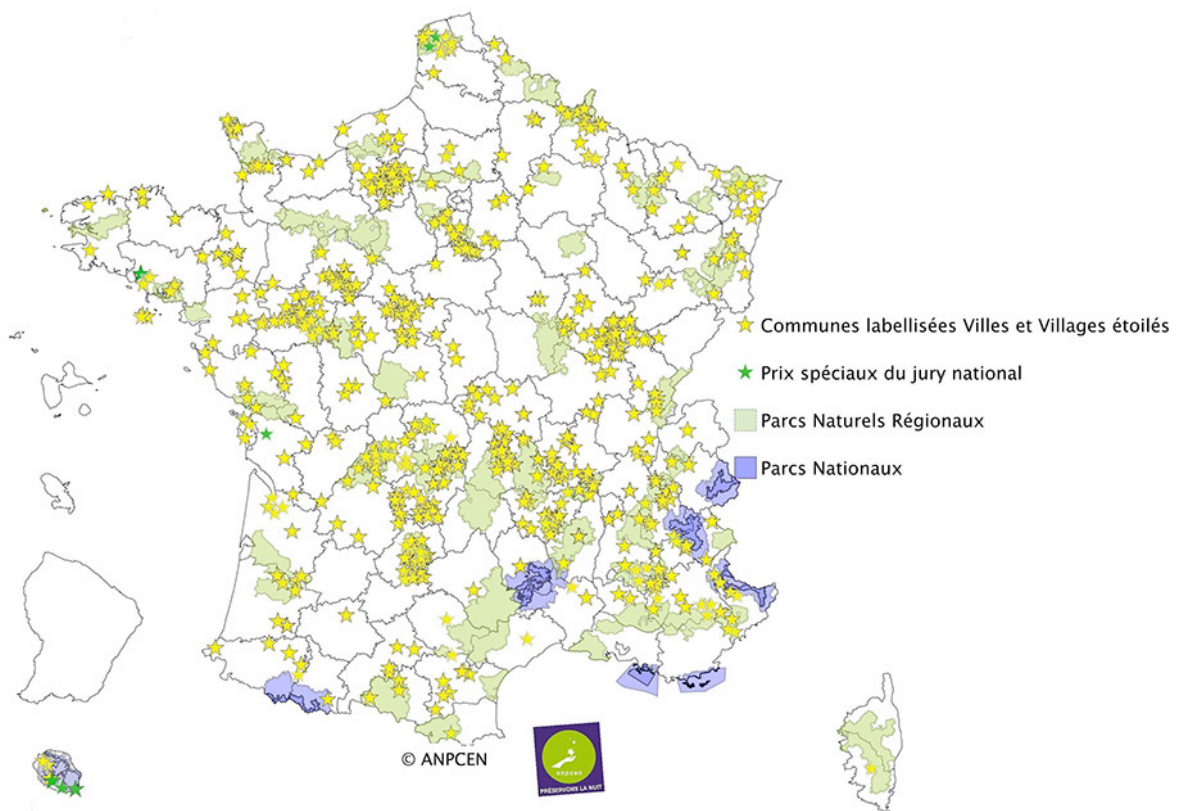 Communes labellisées Villes et Villages étoilés
Prix spéciaux du jury national
Parcs Naturels Régionaux
Parcs Nationaux
© ANPCEN
anpcen
PRÉSERVONS LA NUIT